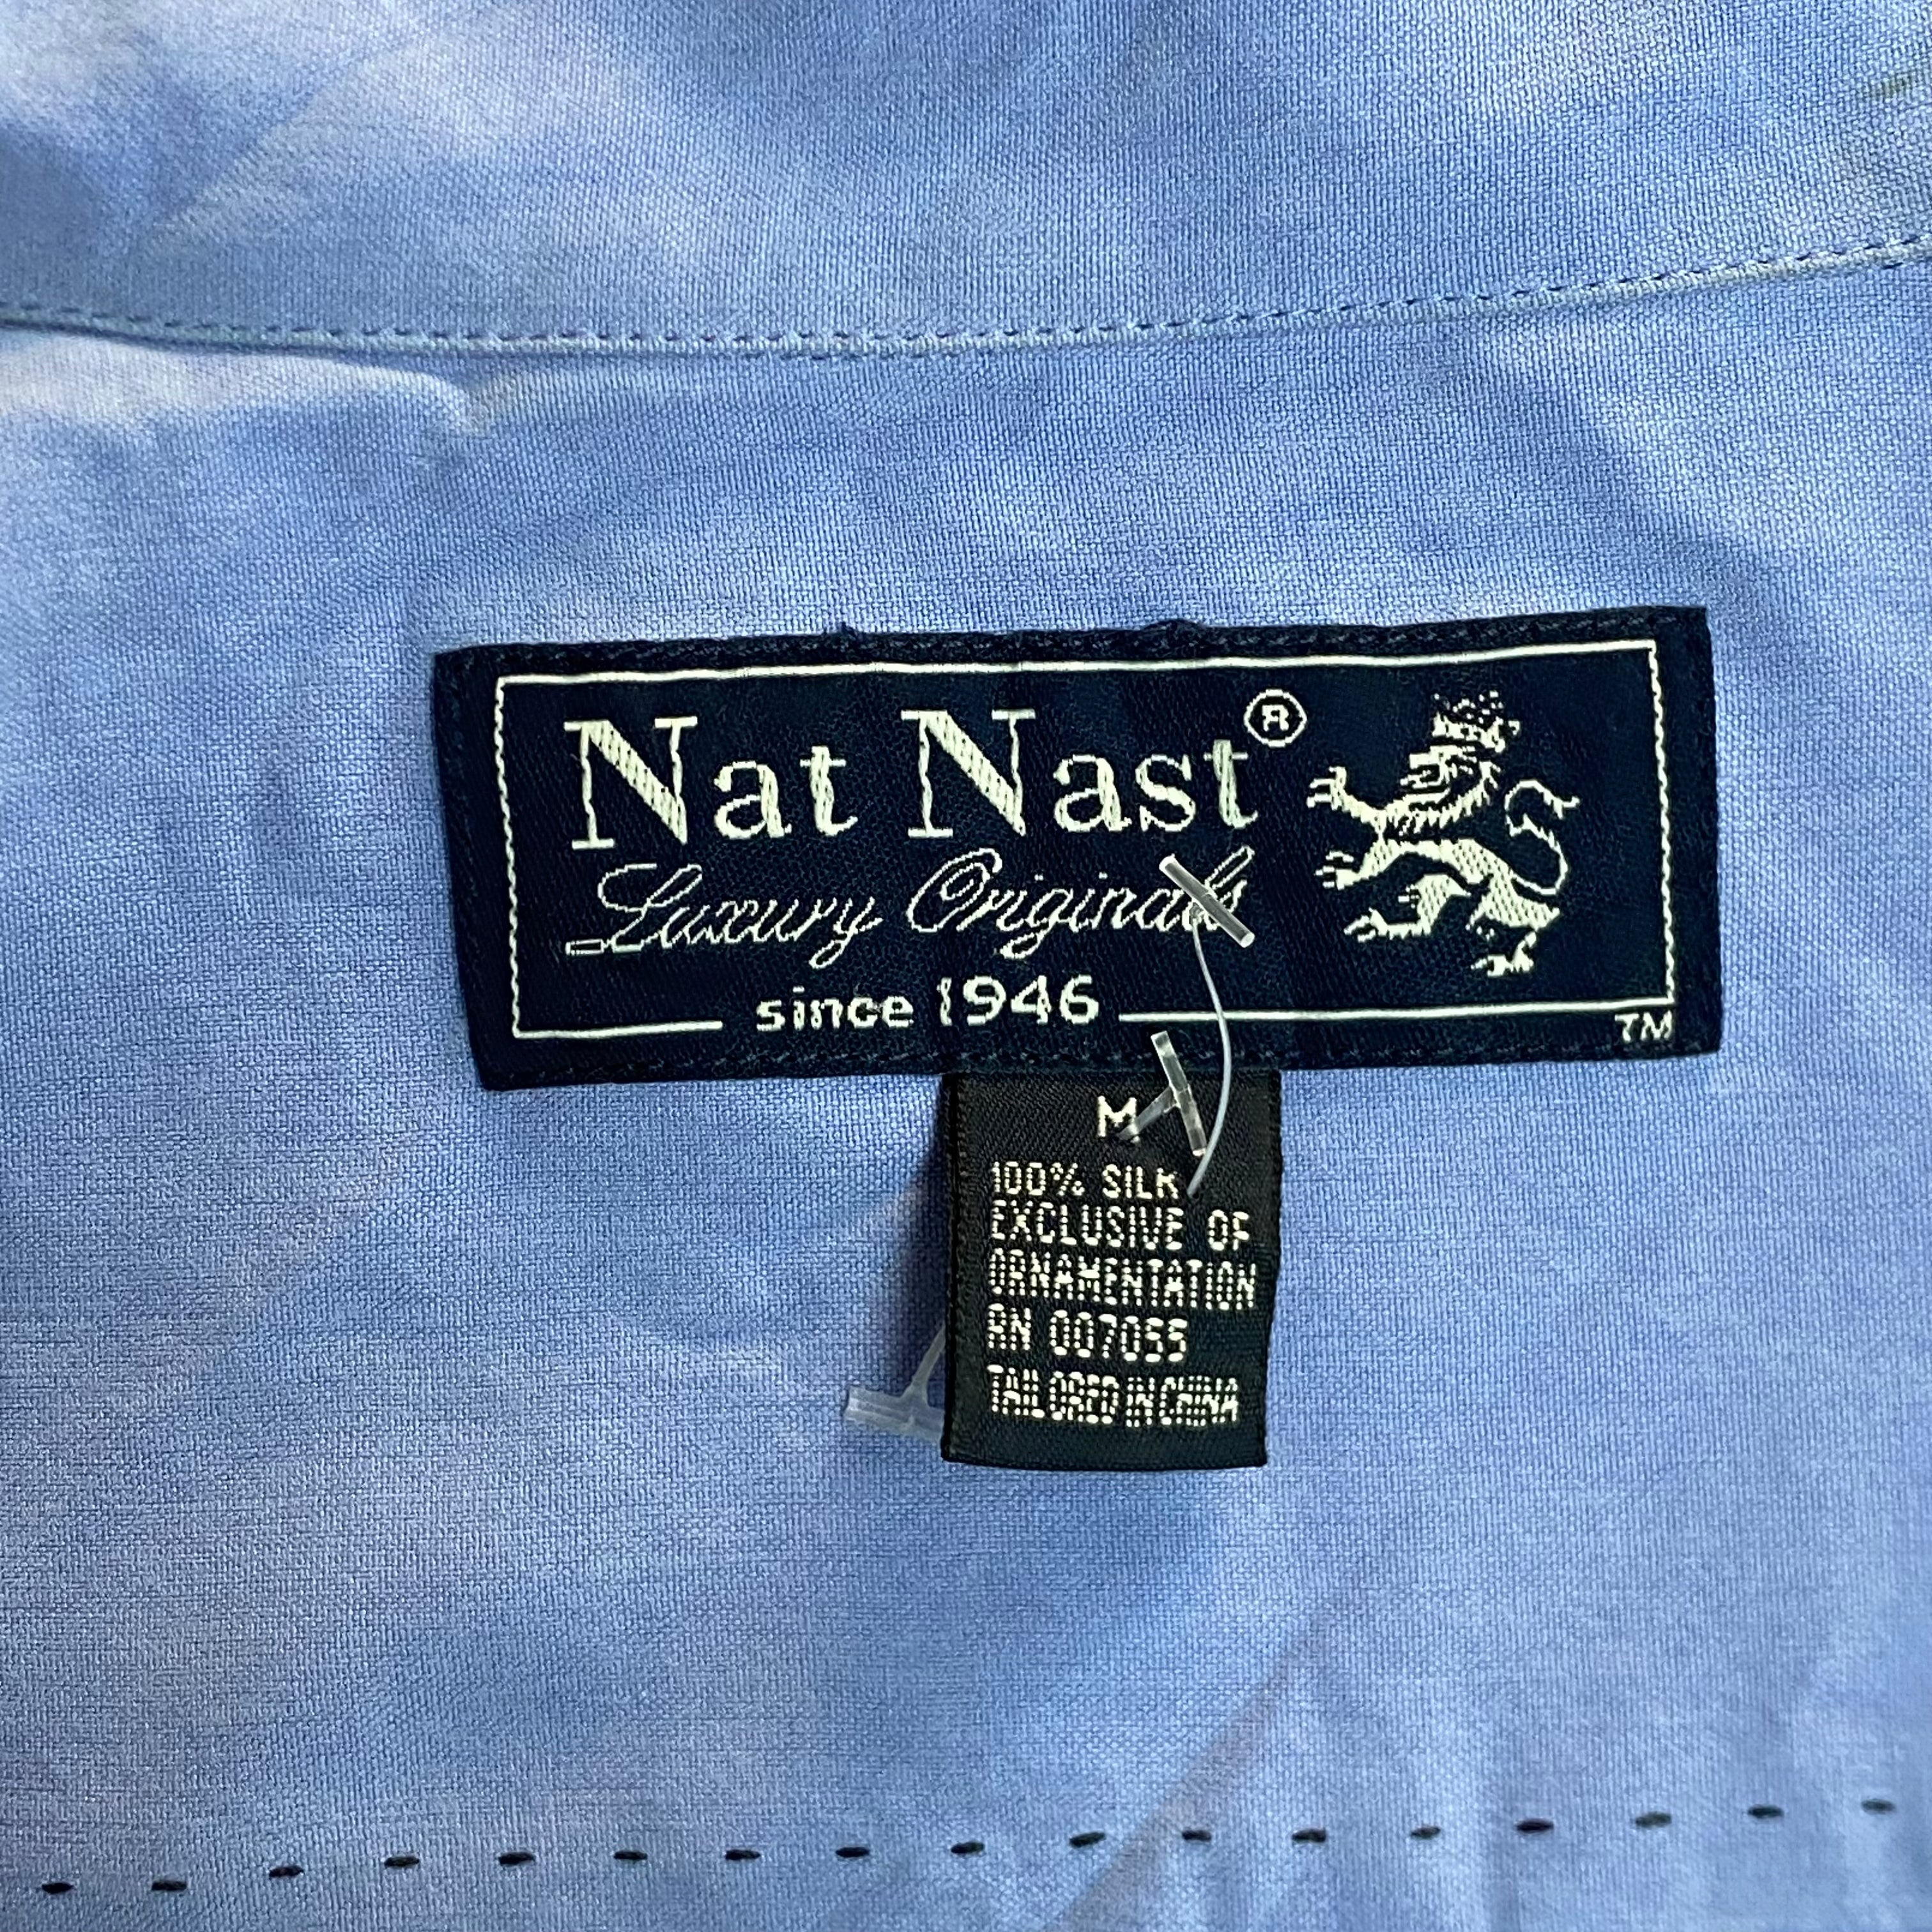 Nat Nast®
Luxury Originals
since 1946
TM
M
100% SILK
EXCLUSIVE OF
ORNAMENTATION
RN 007055
TAILORED IN CHINA